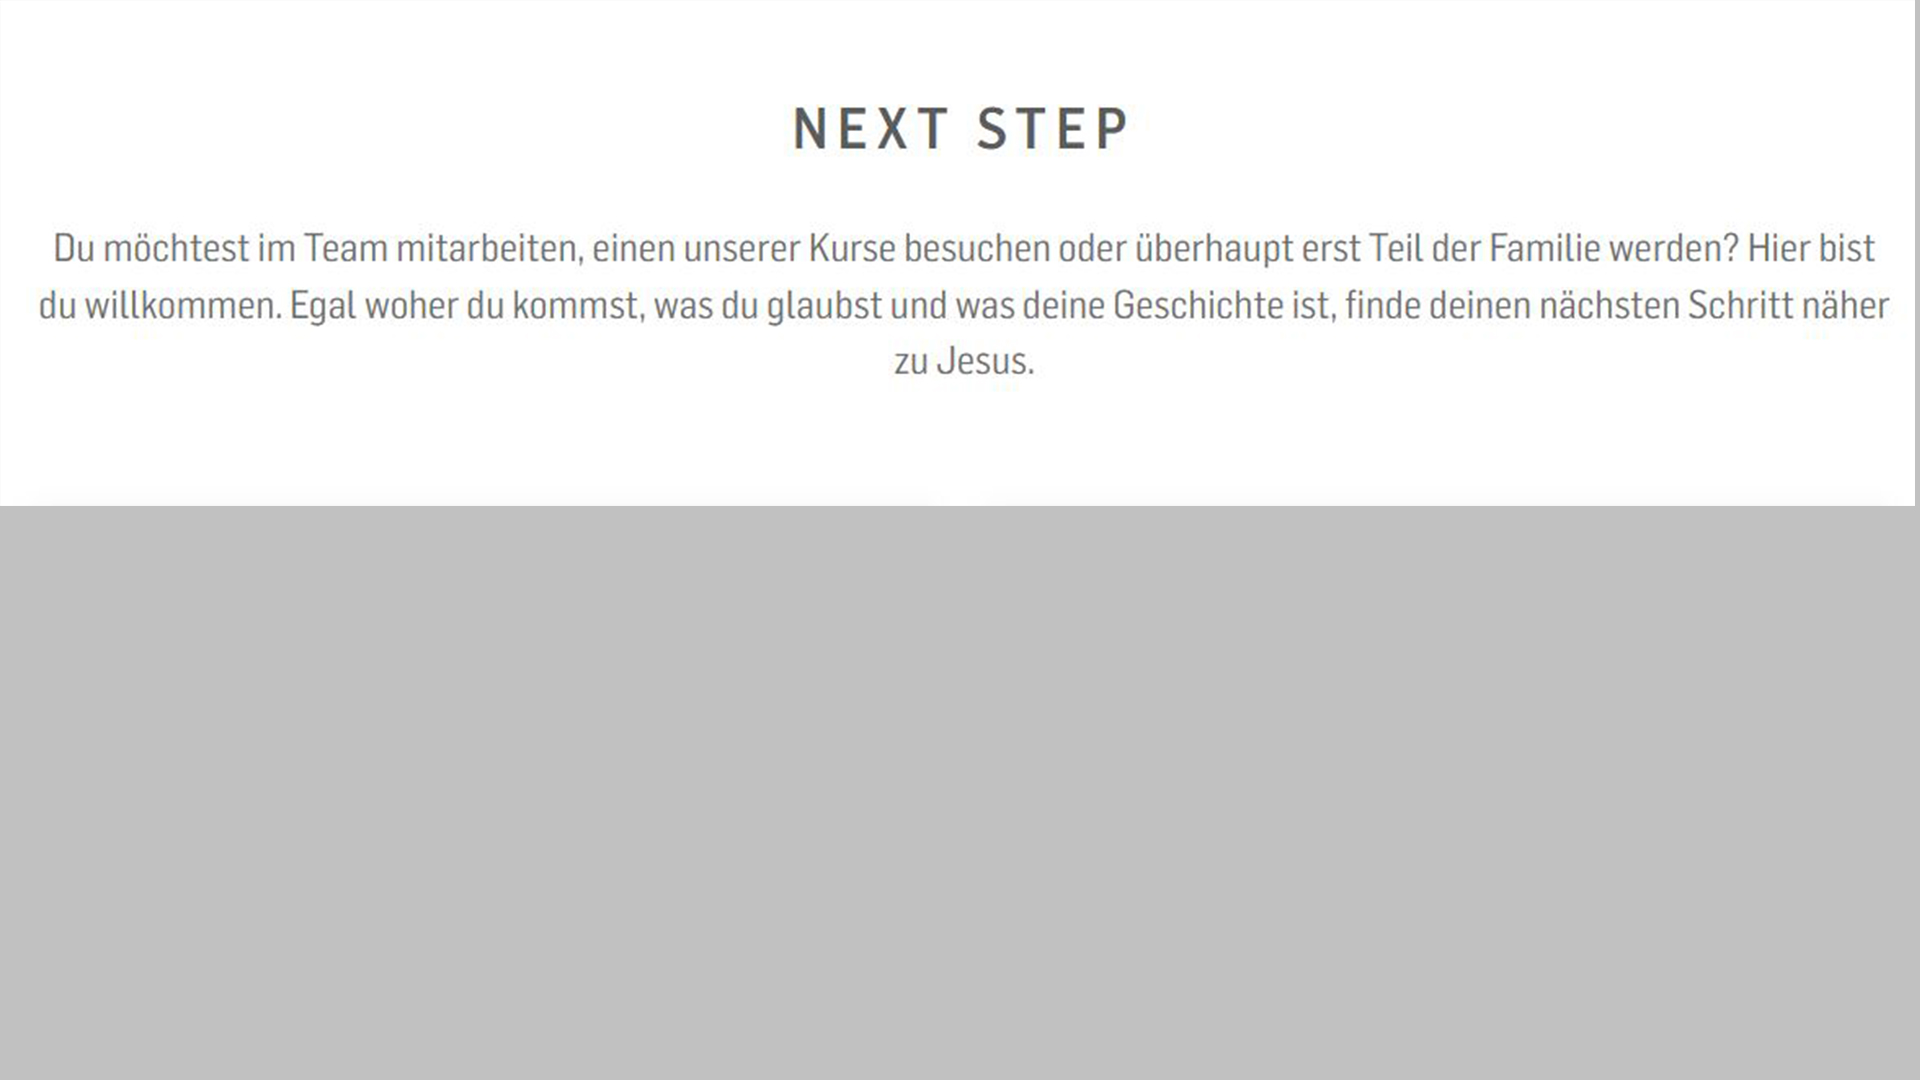 NEXT STEP
Du möchtest im Team mitarbeiten, einen unserer Kurse besuchen oder überhaupt erst Teil der Familie werden? Hier bist
du willkommen. Egal woher du kommst, was du glaubst und was deine Geschichte ist, finde deinen nächsten Schritt näher
zu Jesus.